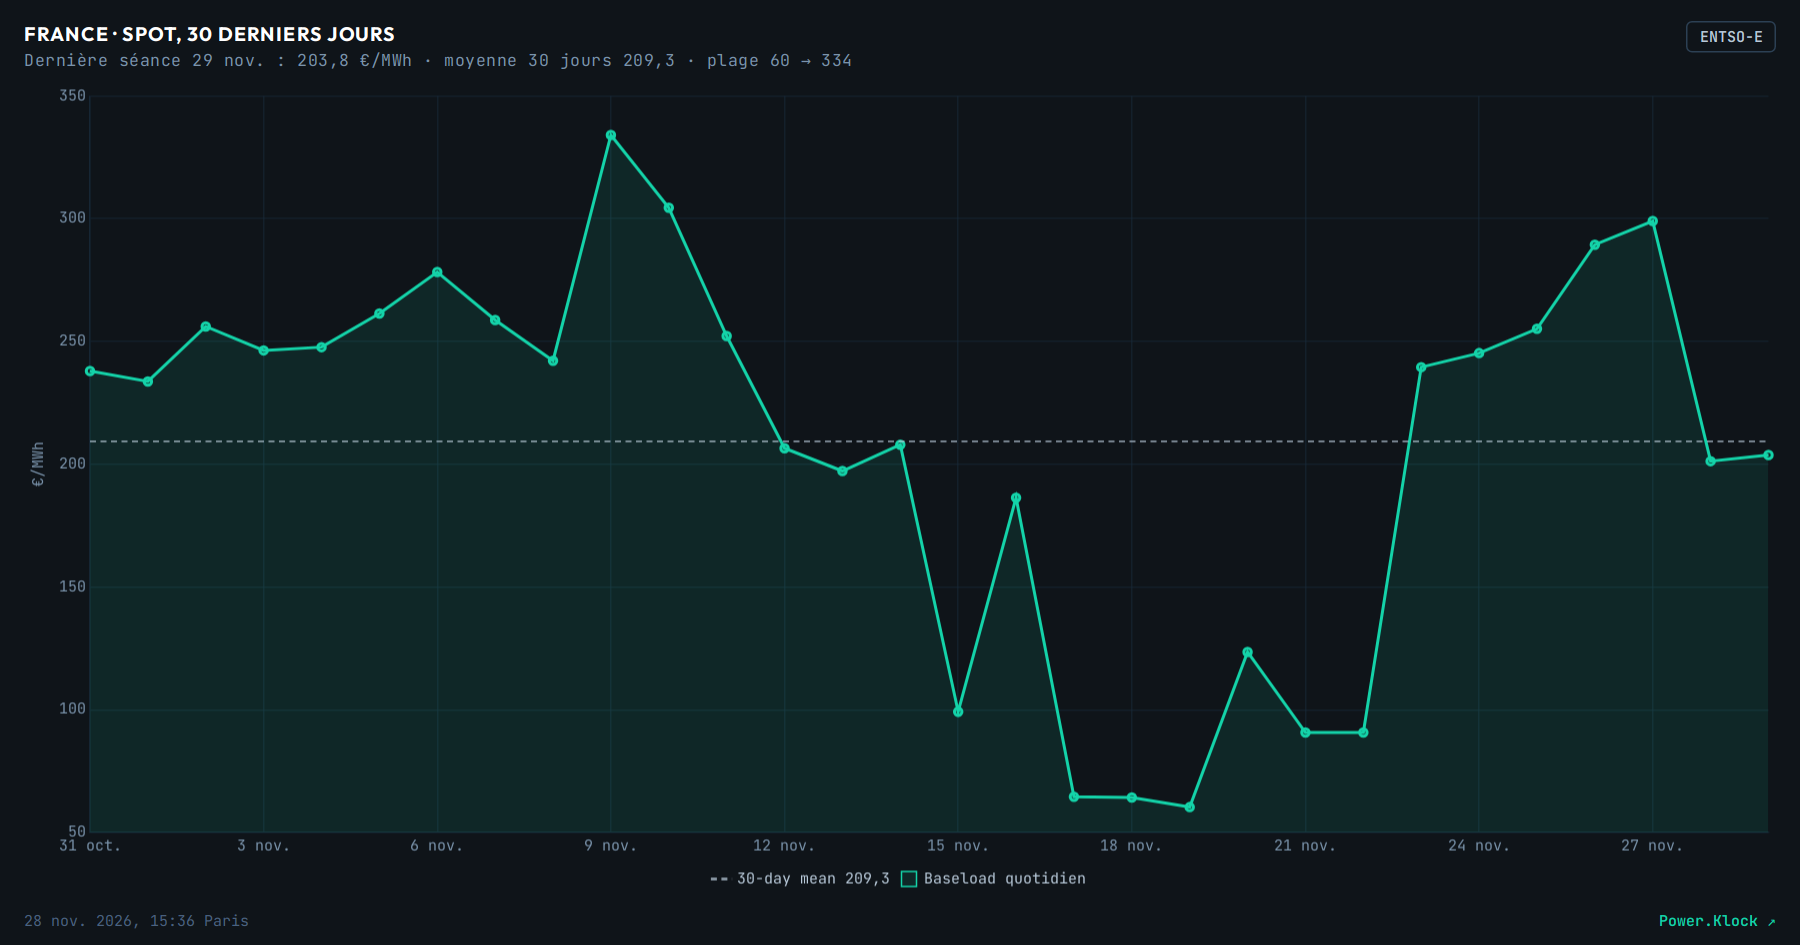 FRANCE · SPOT, 30 DERNIERS JOURS
ENTSO-E
Dernière séance 29 nov. : 203,8 €/MWh · moyenne 30 jours 209,3 · plage 60 → 334
350
300
250
200
150
100
50
€/MWh
31 oct. 3 nov. 6 nov. 9 nov. 12 nov. 15 nov. 18 nov. 21 nov. 24 nov. 27 nov.
30-day mean 209,3 Baseload quotidien
28 nov. 2026, 15:36 Paris
Power.Klock ↗